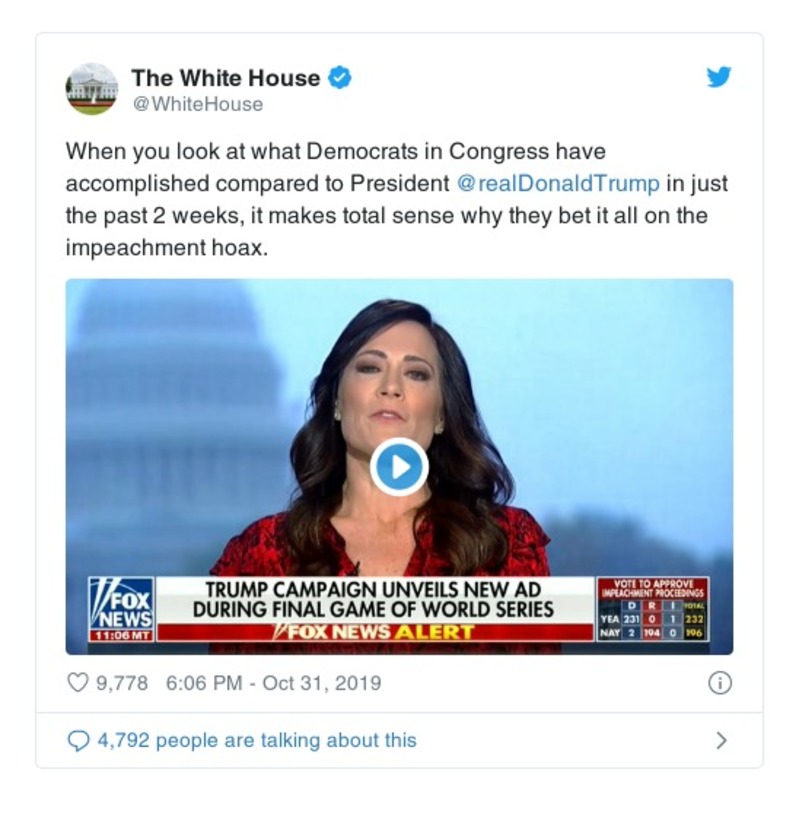 The White House
@WhiteHouse
When you look at what Democrats in Congress have
accomplished compared to President @realDonaldTrump in just
the past 2 weeks, it makes total sense why they bet it all on the
impeachment hoax.
FOX
NEWS
11:06 MT
TRUMP CAMPAIGN UNVEILS NEW AD
DURING FINAL GAME OF WORLD SERIES
FOX NEWS ALERT
VOTE TO APPROVE
IMPEACHMENT PROCEEDINGS
D R I TOTAL
YEA 231 0 1 232
NAY 2 194 0 196
9,778 6:06 PM - Oct 31, 2019
4,792 people are talking about this